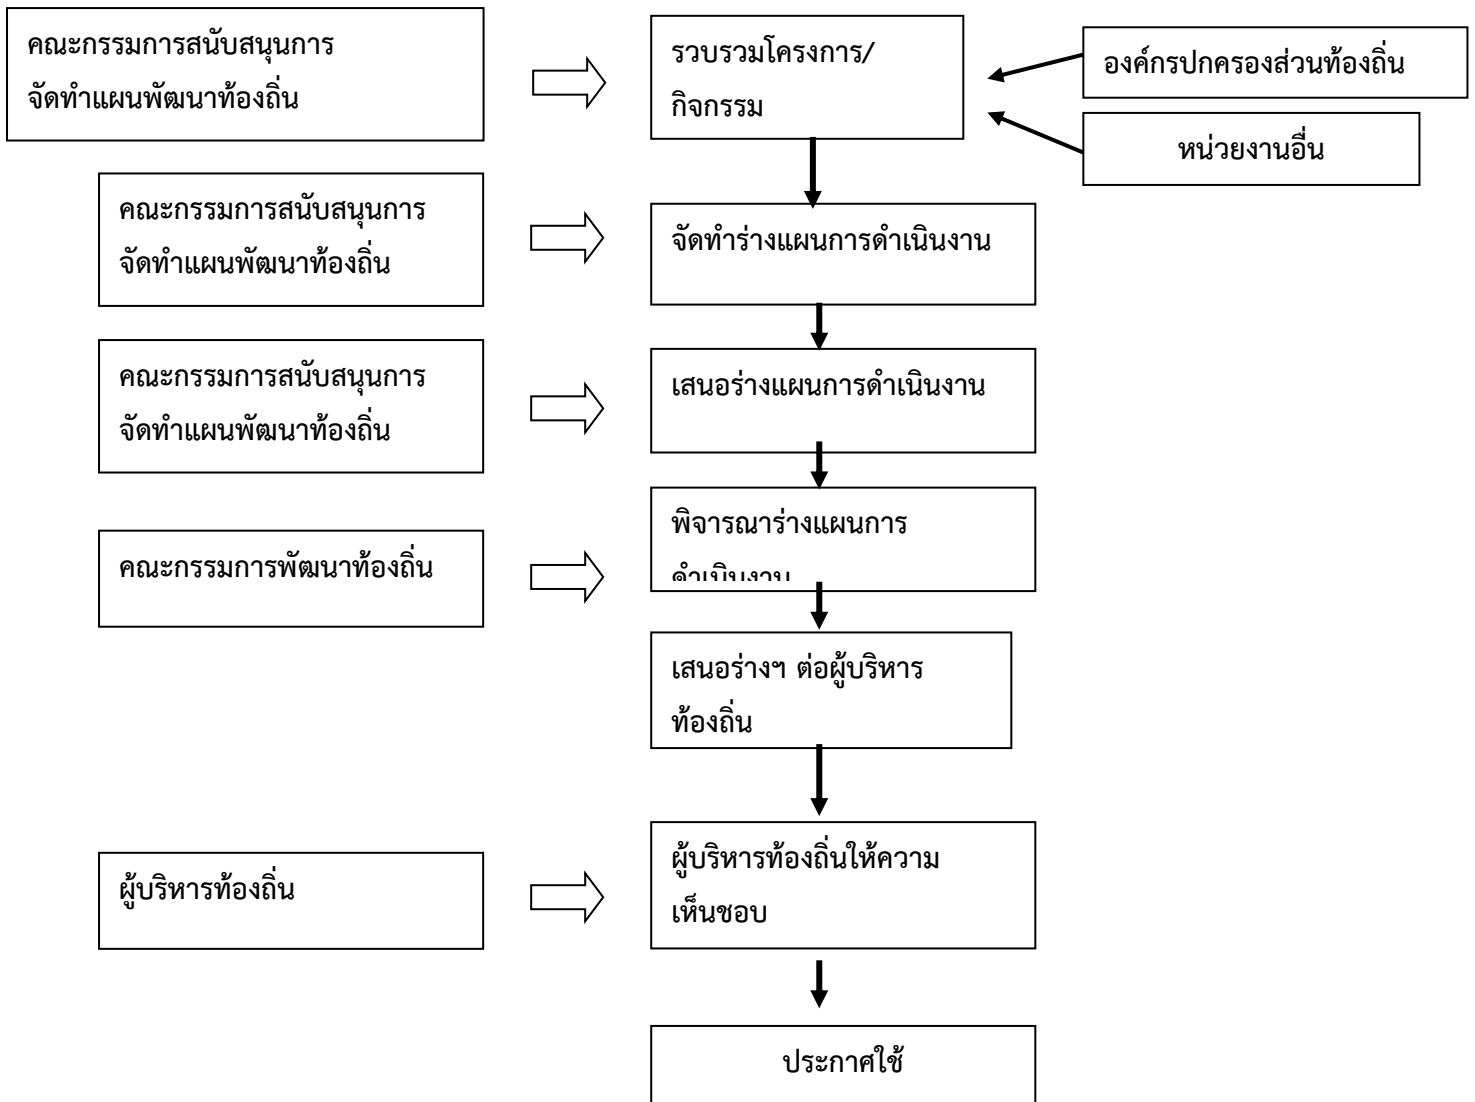 คณะกรรมการสนับสนุนการ
จัดทำแผนพัฒนาท้องถิ่น
รวบรวมโครงการ/
กิจกรรม
องค์กรปกครองส่วนท้องถิ่น
หน่วยงานอื่น
คณะกรรมการสนับสนุนการ
จัดทำแผนพัฒนาท้องถิ่น
จัดทำร่างแผนการดำเนินงาน
คณะกรรมการสนับสนุนการ
จัดทำแผนพัฒนาท้องถิ่น
เสนอร่างแผนการดำเนินงาน
คณะกรรมการพัฒนาท้องถิ่น
พิจารณาร่างแผนการ
ดำเนินงาน
เสนอร่างฯ ต่อผู้บริหาร
ท้องถิ่น
ผู้บริหารท้องถิ่น
ผู้บริหารท้องถิ่นให้ความ
เห็นชอบ
ประกาศใช้